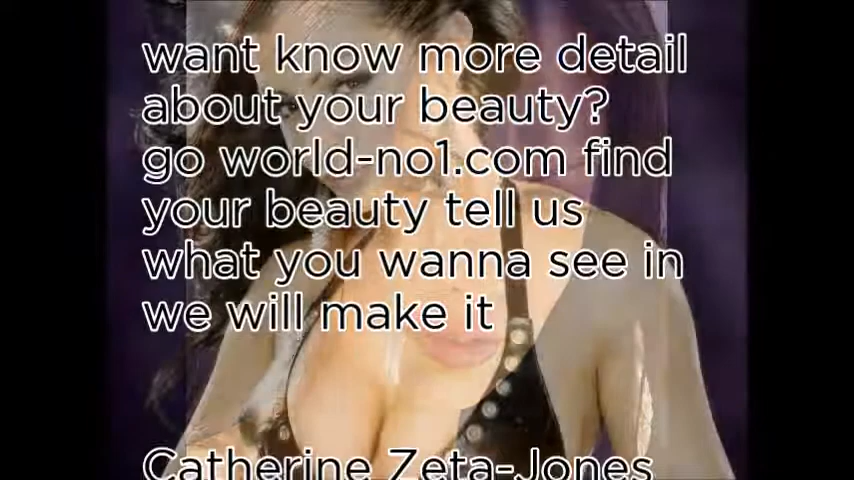 want know more detail
about your beauty?
go world-no1.com find
your beauty tell us
what you wanna see in
we will make it
Catherine Zeta-Jones